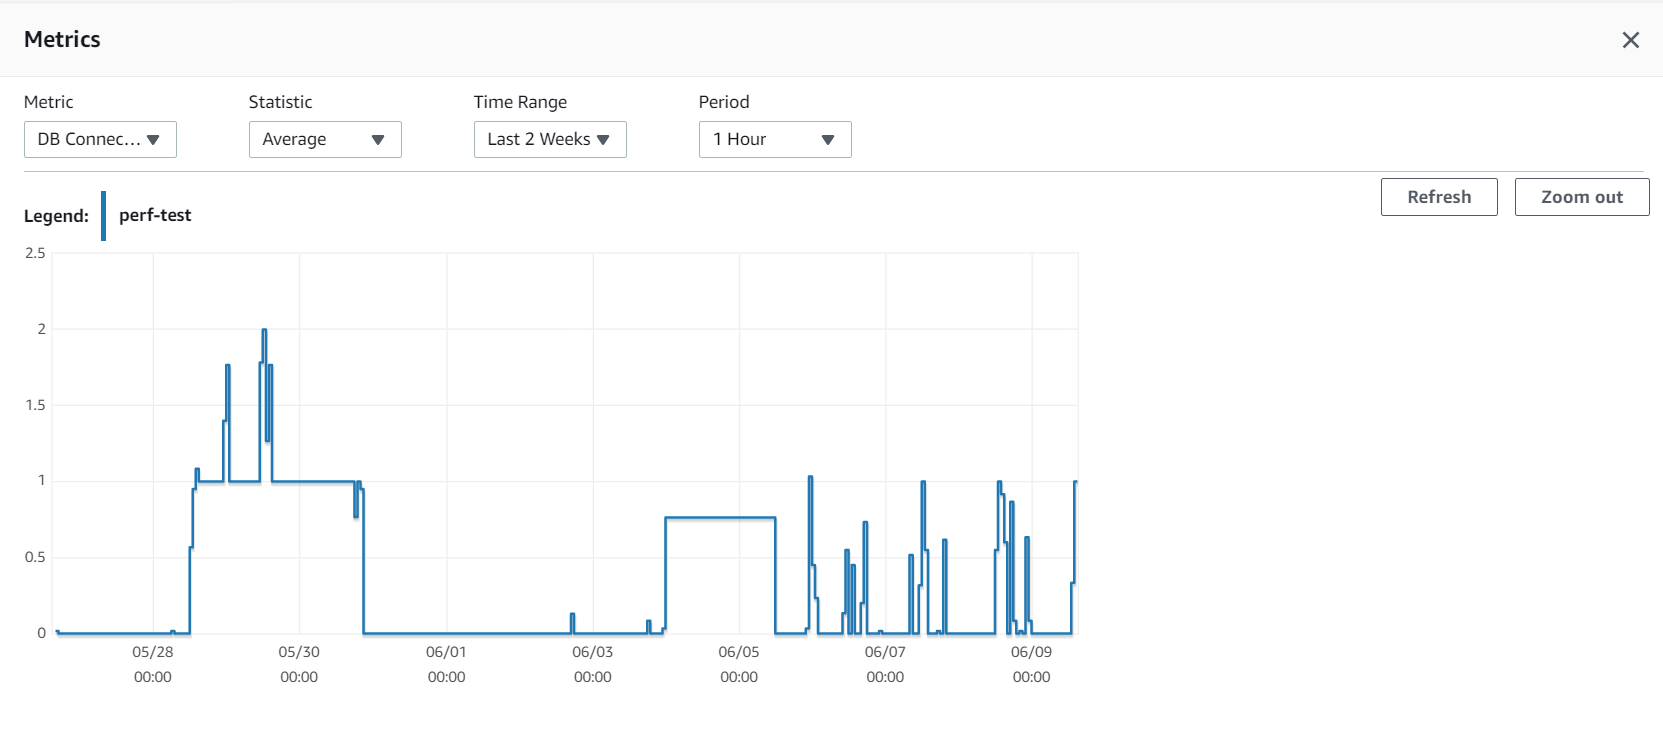 Metrics
Metric Statistic Time Range Period
DB Connec... Average Last 2 Weeks 1 Hour
Refresh Zoom out
Legend: perf-test
2.5
2
1.5
1
0.5
0
05/28 05/30 06/01 06/03 06/05 06/07 06/09
00:00 00:00 00:00 00:00 00:00 00:00 00:00